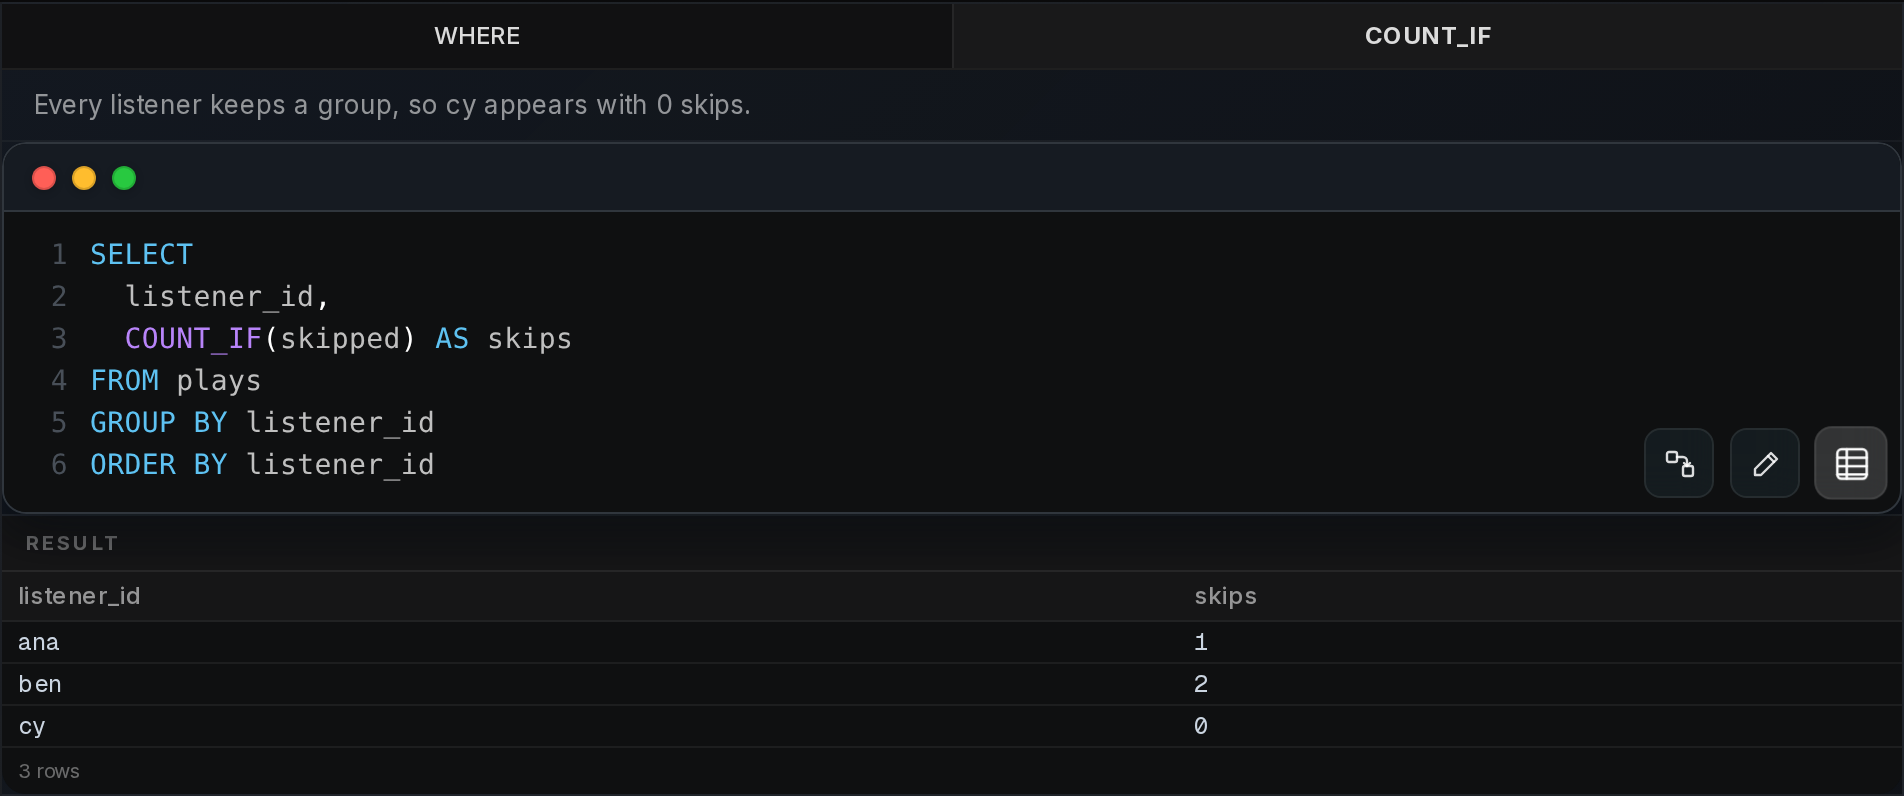 WHERE
COUNT_IF
Every listener keeps a group, so cy appears with 0 skips.
1 SELECT
2   listener_id,
3   COUNT_IF(skipped) AS skips
4 FROM plays
5 GROUP BY listener_id
6 ORDER BY listener_id
RESULT
listener_id skips
ana 1
ben 2
cy 0
3 rows